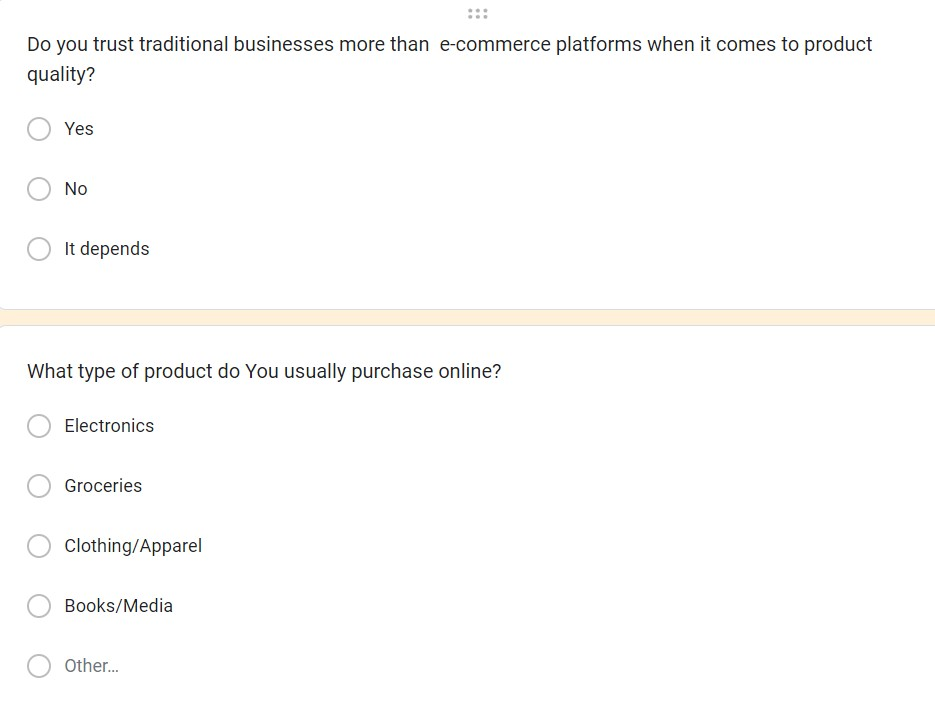 Do you trust traditional businesses more than  e-commerce platforms when it comes to product
quality?
Yes
No
It depends
What type of product do You usually purchase online?
Electronics
Groceries
Clothing/Apparel
Books/Media
Other...